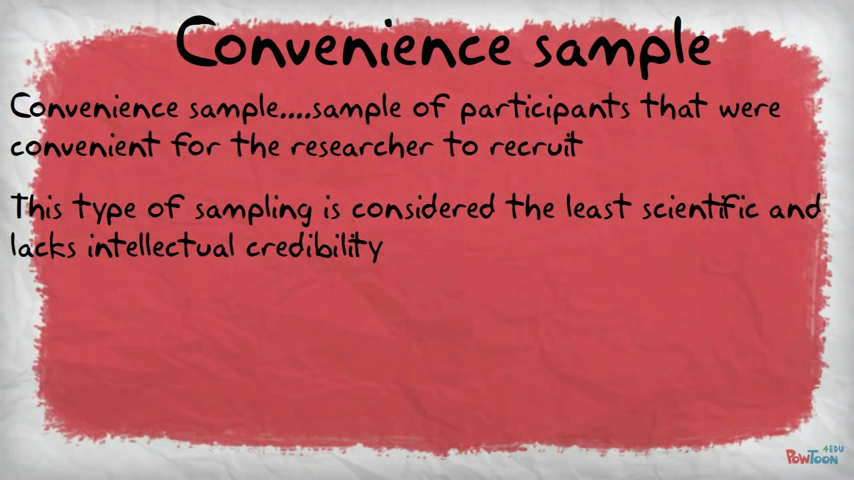 Convenience sample
Convenience sample....sample of participants that were
convenient for the researcher to recruit
This type of sampling is considered the least scientific and
lacks intellectual credibility
4EDU
POWTOON